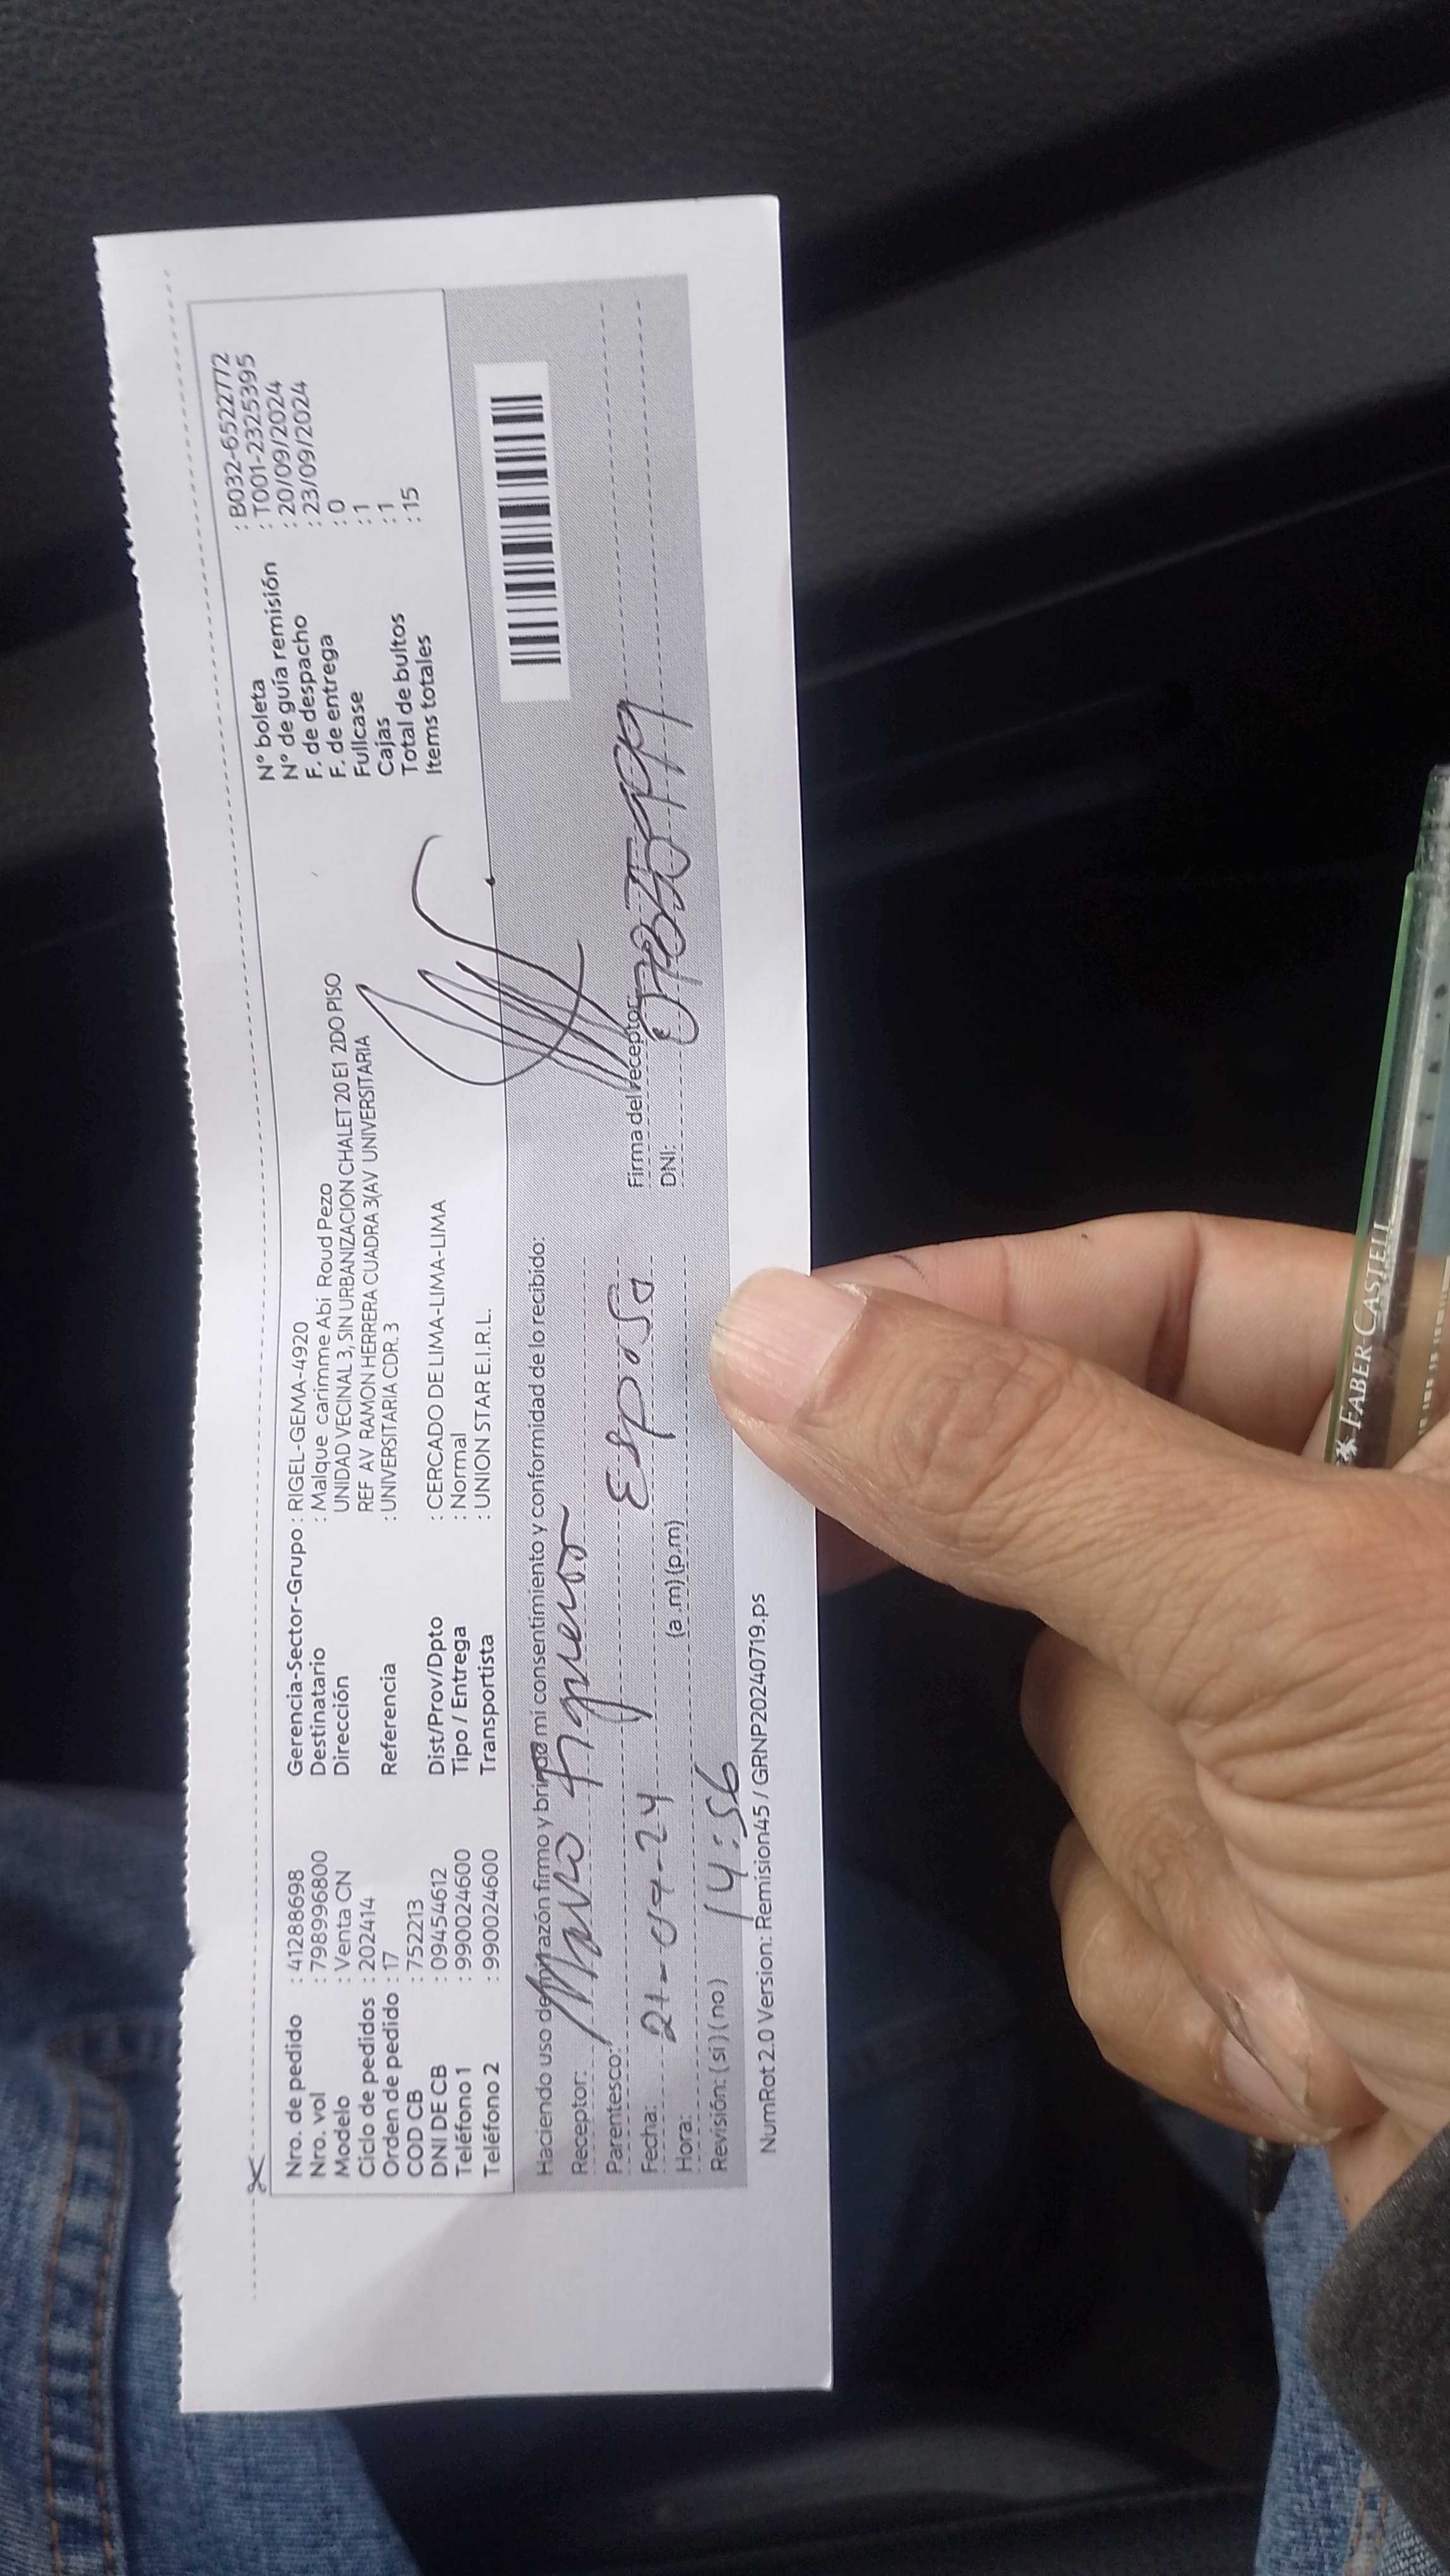 Nro. de pedido : 41288698
Nro. vol : 7989996800
Modelo : Venta CN
Ciclo de pedidos : 202414
Orden de pedido : 17
COD CB : 752213
DNI DE CB : 09454612
Teléfono 1 : 990024600
Teléfono 2 : 990024600
Gerencia-Sector-Grupo : RIGEL-GEMA-4920
Destinatario : Malque carimme Abi Roud Pezo
Dirección UNIDAD VECINAL 3, SIN URBANIZACION CHALET 20 E1 2DO PISO
REF AV RAMON HERRERA CUADRA 3(AV UNIVERSITARIA
Referencia : UNIVERSITARIA CDR. 3
Dist/Prov/Dpto : CERCADO DE LIMA-LIMA-LIMA
Tipo / Entrega : Normal
Transportista : UNION STAR E.I.R.L.
N° boleta : B032-6522772
N° de guía remisión : T001-2325395
F. de despacho : 20/09/2024
F. de entrega : 23/09/2024
Fullcase : 0
Cajas : 1
Total de bultos : 1
Items totales : 15
Haciendo uso de razón firmo y brindo mi consentimiento y conformidad de lo recibido:
Receptor: Figueroa
Parentesco: Esposo
Fecha:
Hora: 14:56 (a.m) (p.m)
Revisión: (si) (no)
Firma del receptor:
DNI:
NumRot 2.0 Version: Remision45 / GRNP20240719.ps
FABER-CASTELL